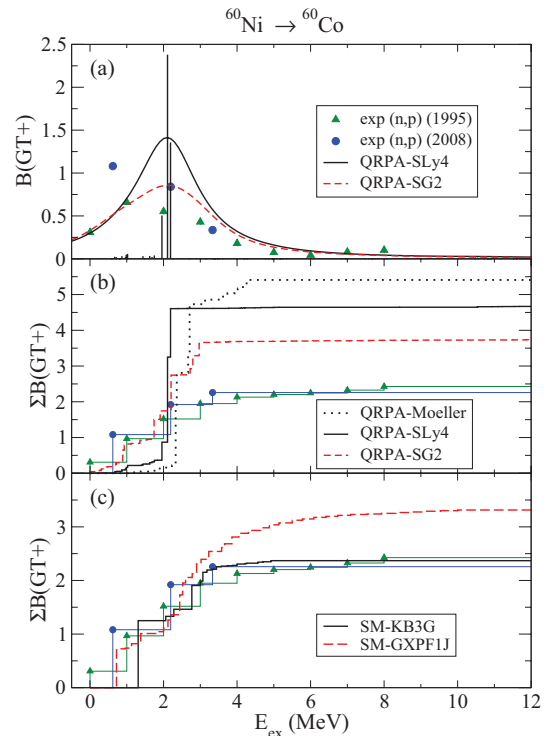 ⁶⁰Ni → ⁶⁰Co
(a)
B(GT+)
2.5
2
1.5
1
0.5
0
exp (n,p) (1995)
exp (n,p) (2008)
QRPA-SLy4
QRPA-SG2
(b)
ΣB(GT+)
5
4
3
2
1
0
QRPA-Moeller
QRPA-SLy4
QRPA-SG2
(c)
ΣB(GT+)
3
2
1
0
SM-KB3G
SM-GXPF1J
0 2 4 6 8 10 12
E_ex (MeV)